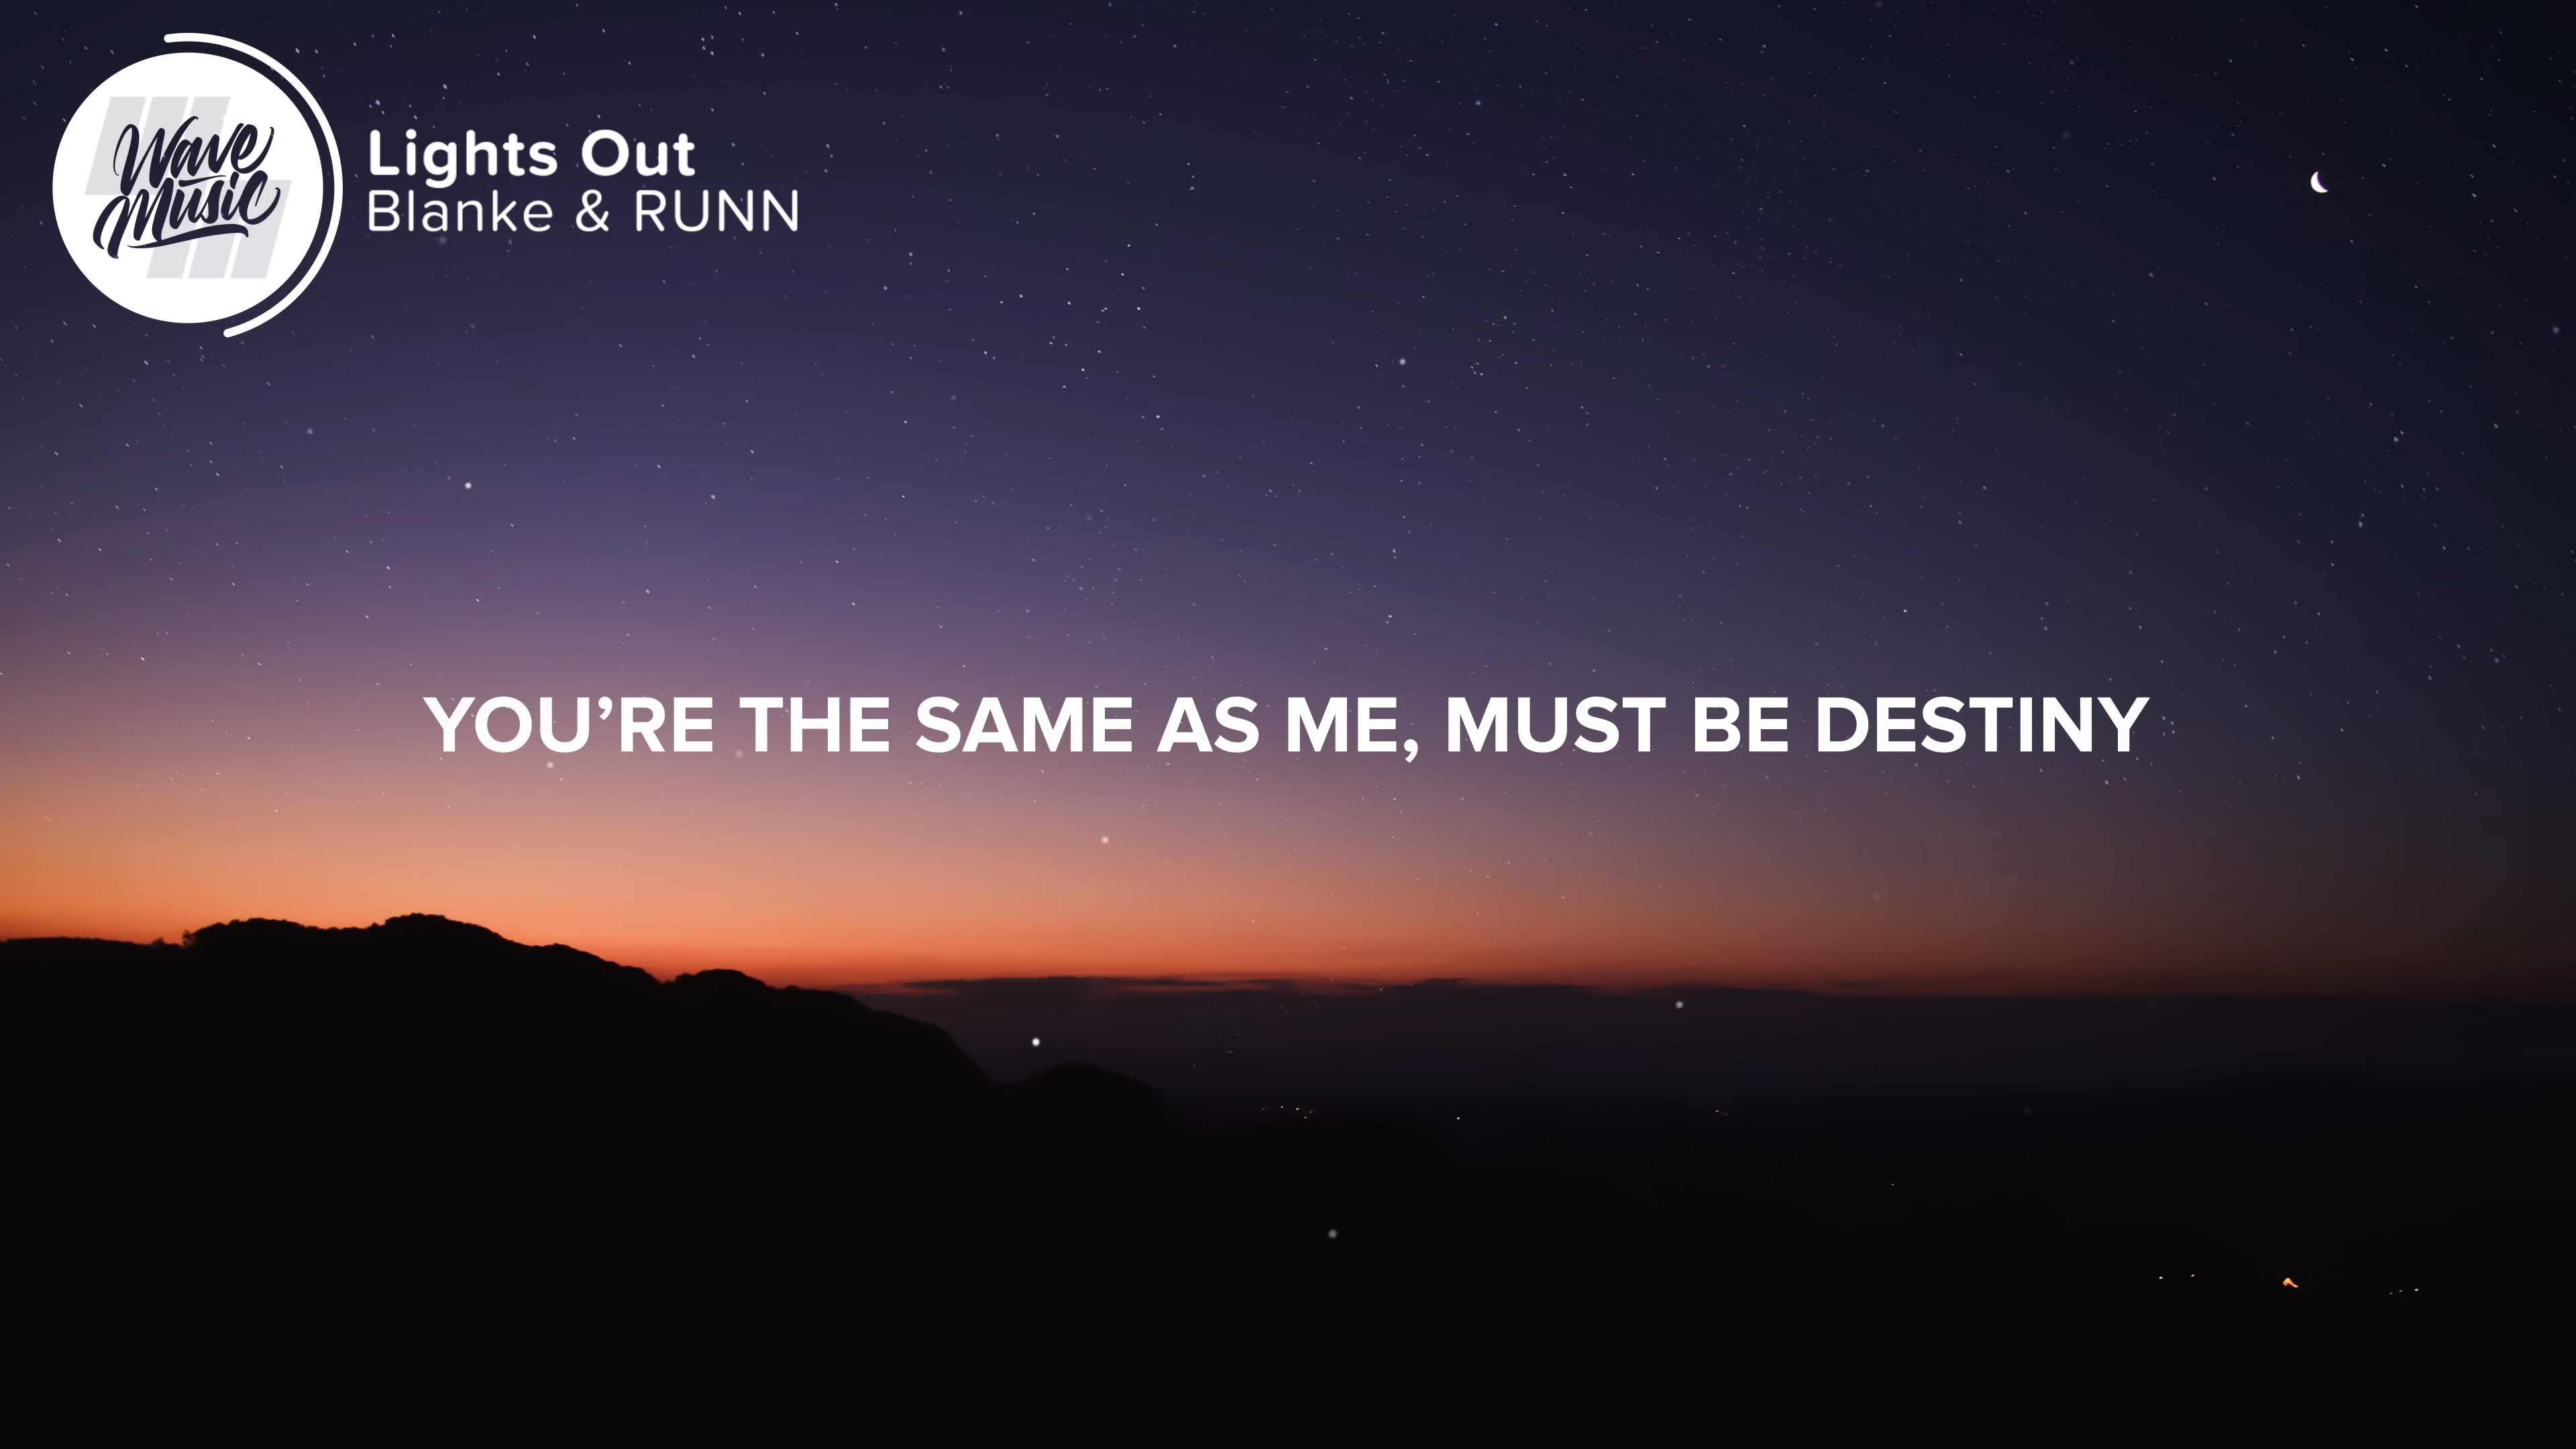 Wave
Music
Lights Out
Blanke & RUNN
YOU’RE THE SAME AS ME, MUST BE DESTINY